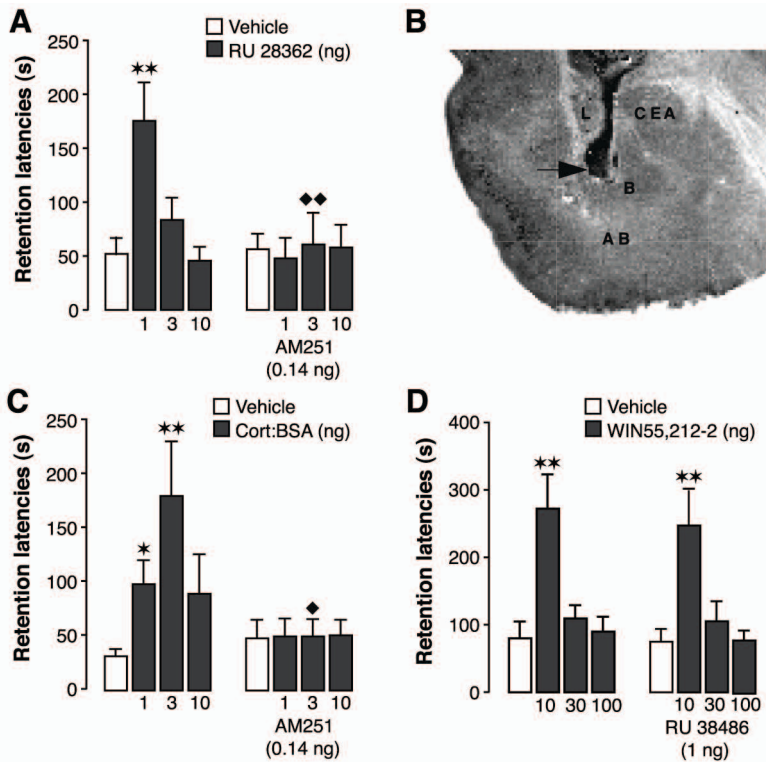 A
Vehicle
RU 28362 (ng)
Retention latencies (s)
250
200
150
100
50
0
1 3 10
1 3 10
AM251
(0.14 ng)
B
L
CEA
B
AB
C
Vehicle
Cort:BSA (ng)
Retention latencies (s)
250
200
150
100
50
0
1 3 10
1 3 10
AM251
(0.14 ng)
D
Vehicle
WIN55,212-2 (ng)
Retention latencies (s)
400
300
200
100
0
10 30 100
10 30 100
RU 38486
(1 ng)